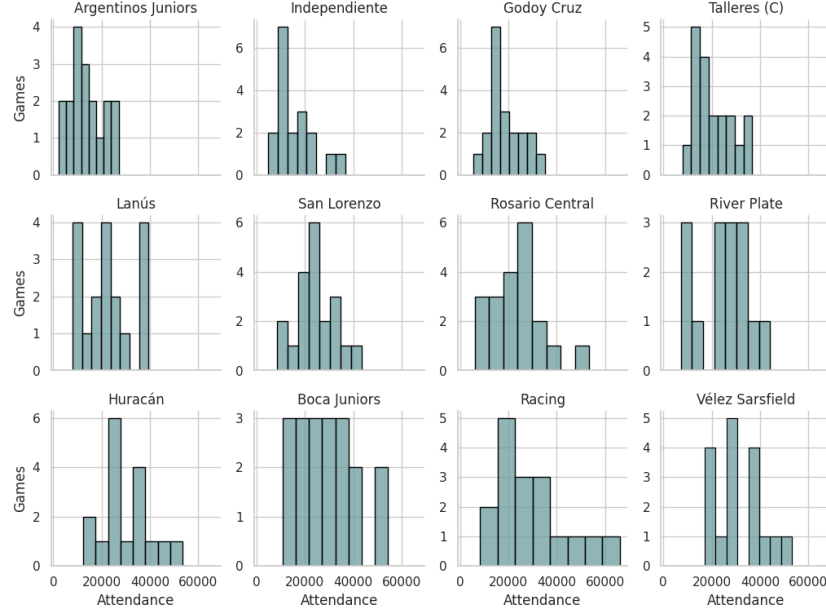 Argentinos Juniors
Independiente
Godoy Cruz
Talleres (C)
Games
4
3
2
1
0
6
4
2
0
6
4
2
0
5
4
3
2
1
0
Lanús
San Lorenzo
Rosario Central
River Plate
Games
4
3
2
1
0
6
4
2
0
6
4
2
0
3
2
1
0
Huracán
Boca Juniors
Racing
Vélez Sarsfield
Games
6
4
2
0
3
2
1
0
5
4
3
2
1
0
5
4
3
2
1
0
0 20000 40000 60000
0 20000 40000 60000
0 20000 40000 60000
0 20000 40000 60000
Attendance
Attendance
Attendance
Attendance